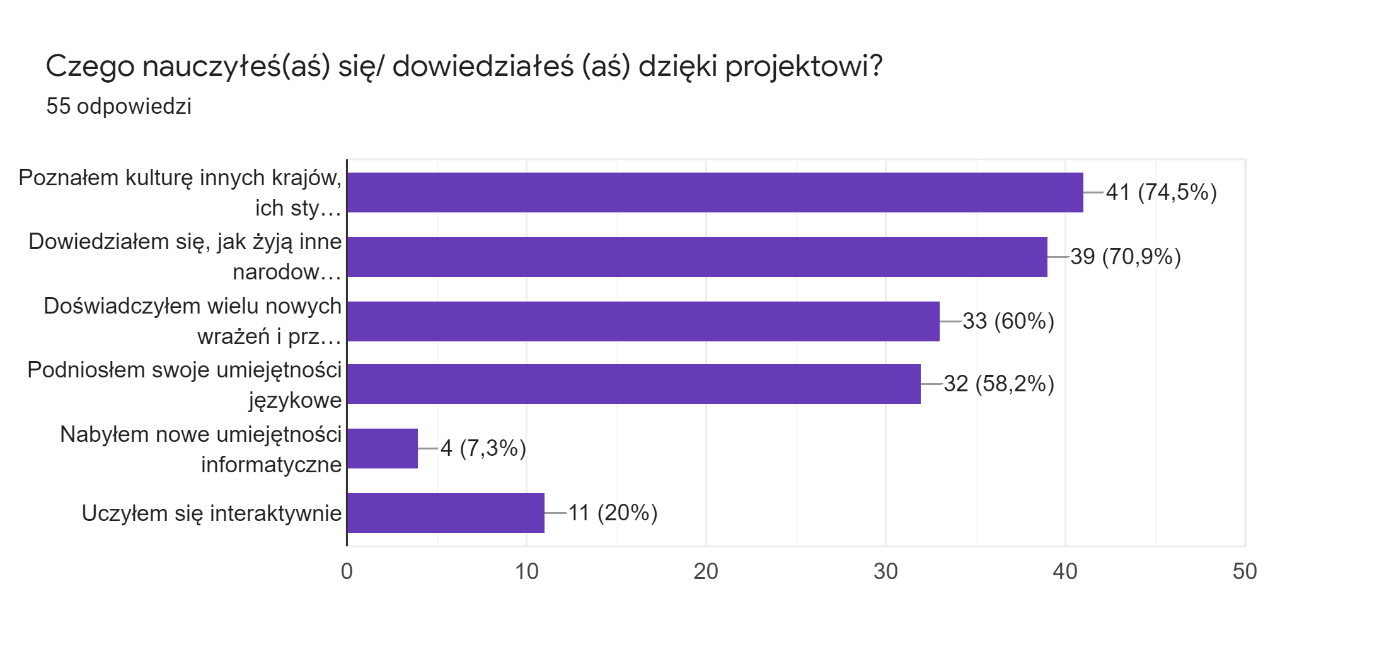 Czego nauczyłeś(aś) się/ dowiedziałeś (aś) dzięki projektowi?
55 odpowiedzi
Poznałem kulturę innych krajów,
ich sty…
41 (74,5%)
Dowiedziałem się, jak żyją inne
narodow…
39 (70,9%)
Doświadczyłem wielu nowych
wrażeń i prz…
33 (60%)
Podniosłem swoje umiejętności
językowe
32 (58,2%)
Nabyłem nowe umiejętności
informatyczne
4 (7,3%)
Uczyłem się interaktywnie
11 (20%)
0 10 20 30 40 50